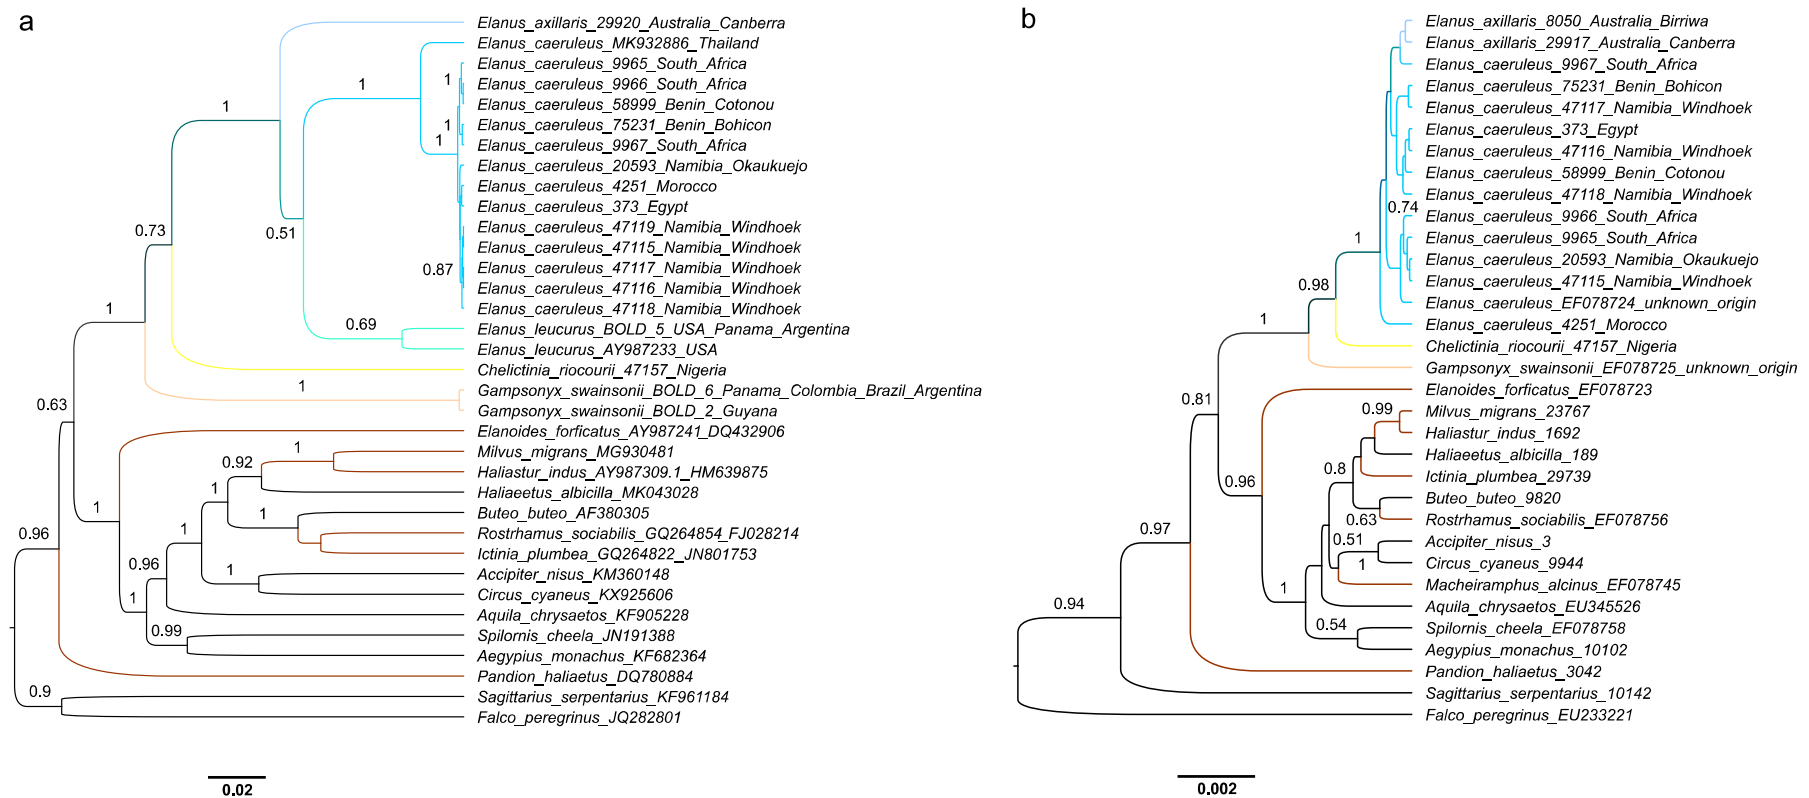 a
Elanus_axillaris_29920_Australia_Canberra
Elanus_caeruleus_MK932886_Thailand
Elanus_caeruleus_9965_South_Africa
Elanus_caeruleus_9966_South_Africa
Elanus_caeruleus_58999_Benin_Cotonou
Elanus_caeruleus_75231_Benin_Bohicon
Elanus_caeruleus_9967_South_Africa
Elanus_caeruleus_20593_Namibia_Okaukuejo
Elanus_caeruleus_4251_Morocco
Elanus_caeruleus_373_Egypt
Elanus_caeruleus_47119_Namibia_Windhoek
Elanus_caeruleus_47115_Namibia_Windhoek
Elanus_caeruleus_47117_Namibia_Windhoek
Elanus_caeruleus_47116_Namibia_Windhoek
Elanus_caeruleus_47118_Namibia_Windhoek
Elanus_leucurus_BOLD_5_USA_Panama_Argentina
Elanus_leucurus_AY987233_USA
Chelictinia_riocourii_47157_Nigeria
Gampsonyx_swainsonii_BOLD_6_Panama_Colombia_Brazil_Argentina
Gampsonyx_swainsonii_BOLD_2_Guyana
Elanoides_forficatus_AY987241_DQ432906
Milvus_migrans_MG930481
Haliastur_indus_AY987309.1_HM639875
Haliaeetus_albicilla_MK043028
Buteo_buteo_AF380305
Rostrhamus_sociabilis_GQ264854_FJ028214
Ictinia_plumbea_GQ264822_JN801753
Accipiter_nisus_KM360148
Circus_cyaneus_KX925606
Aquila_chrysaetos_KF905228
Spilornis_cheela_JN191388
Aegypius_monachus_KF682364
Pandion_haliaetus_DQ780884
Sagittarius_serpentarius_KF961184
Falco_peregrinus_JQ282801
1
1
1
1
1
0.73
0.51
0.87
1
0.69
1
0.63
1
0.92
1
1
1
1
0.96
0.96
1
1
0.99
0.9
0.02
b
Elanus_axillaris_8050_Australia_Birriwa
Elanus_axillaris_29917_Australia_Canberra
Elanus_caeruleus_9967_South_Africa
Elanus_caeruleus_75231_Benin_Bohicon
Elanus_caeruleus_47117_Namibia_Windhoek
Elanus_caeruleus_373_Egypt
Elanus_caeruleus_47116_Namibia_Windhoek
Elanus_caeruleus_58999_Benin_Cotonou
Elanus_caeruleus_47118_Namibia_Windhoek
Elanus_caeruleus_9966_South_Africa
Elanus_caeruleus_9965_South_Africa
Elanus_caeruleus_20593_Namibia_Okaukuejo
Elanus_caeruleus_47115_Namibia_Windhoek
Elanus_caeruleus_EF078724_unknown_origin
Elanus_caeruleus_4251_Morocco
Chelictinia_riocourii_47157_Nigeria
Gampsonyx_swainsonii_EF078725_unknown_origin
Elanoides_forficatus_EF078723
Milvus_migrans_23767
Haliastur_indus_1692
Haliaeetus_albicilla_189
Ictinia_plumbea_29739
Buteo_buteo_9820
Rostrhamus_sociabilis_EF078756
Accipiter_nisus_3
Circus_cyaneus_9944
Macheiramphus_alcinus_EF078745
Aquila_chrysaetos_EU345526
Spilornis_cheela_EF078758
Aegypius_monachus_10102
Pandion_haliaetus_3042
Sagittarius_serpentarius_10142
Falco_peregrinus_EU233221
0.74
1
0.98
1
0.81
0.99
0.8
0.96
0.63
0.97
0.51
1
1
0.94
0.54
0.002